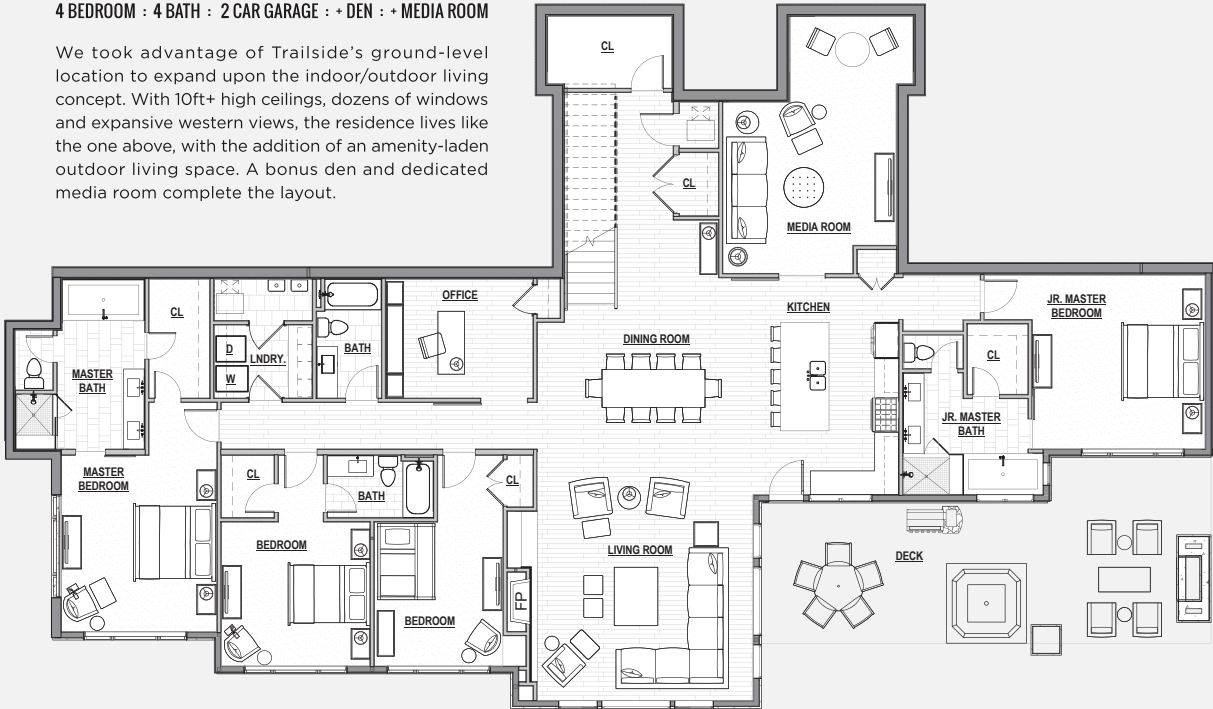 4 BEDROOM : 4 BATH : 2 CAR GARAGE : + DEN : + MEDIA ROOM
We took advantage of Trailside's ground-level
location to expand upon the indoor/outdoor living
concept. With 10ft+ high ceilings, dozens of windows
and expansive western views, the residence lives like
the one above, with the addition of an amenity-laden
outdoor living space. A bonus den and dedicated
media room complete the layout.
CL
CL
MEDIA ROOM
CL
OFFICE
KITCHEN
JR. MASTER
BEDROOM
DINING ROOM
D
LNDRY.
W
BATH
MASTER
BATH
CL
JR. MASTER
BATH
MASTER
BEDROOM
CL
BATH
CL
BEDROOM
LIVING ROOM
DECK
FP
BEDROOM